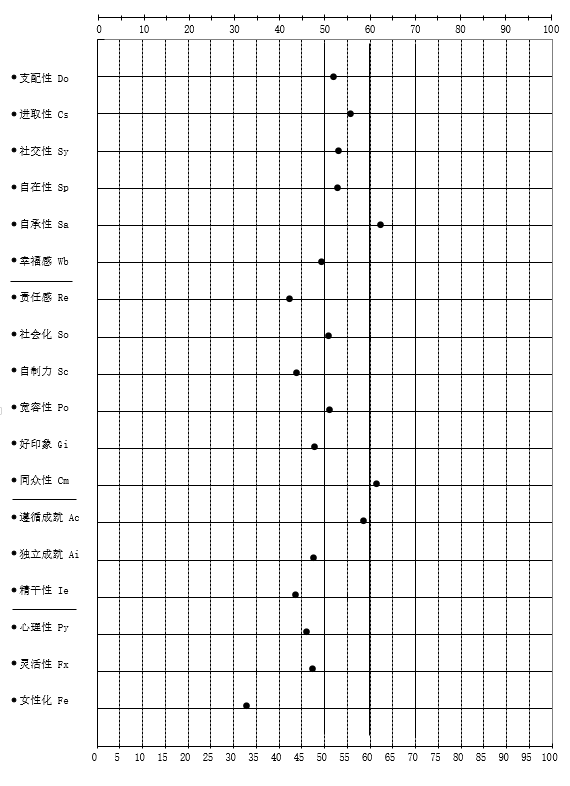 0 10 20 30 40 50 60 70 80 90 100
● 支配性 Do
● 进取性 Cs
● 社交性 Sy
● 自在性 Sp
● 自承性 Sa
● 幸福感 Wb
● 责任感 Re
● 社会化 So
● 自制力 Sc
● 宽容性 Po
● 好印象 Gi
● 同众性 Cm
● 遵循成就 Ac
● 独立成就 Ai
● 精干性 Ie
● 心理性 Py
● 灵活性 Fx
● 女性化 Fe
0 5 10 15 20 25 30 35 40 45 50 55 60 65 70 75 80 85 90 95 100